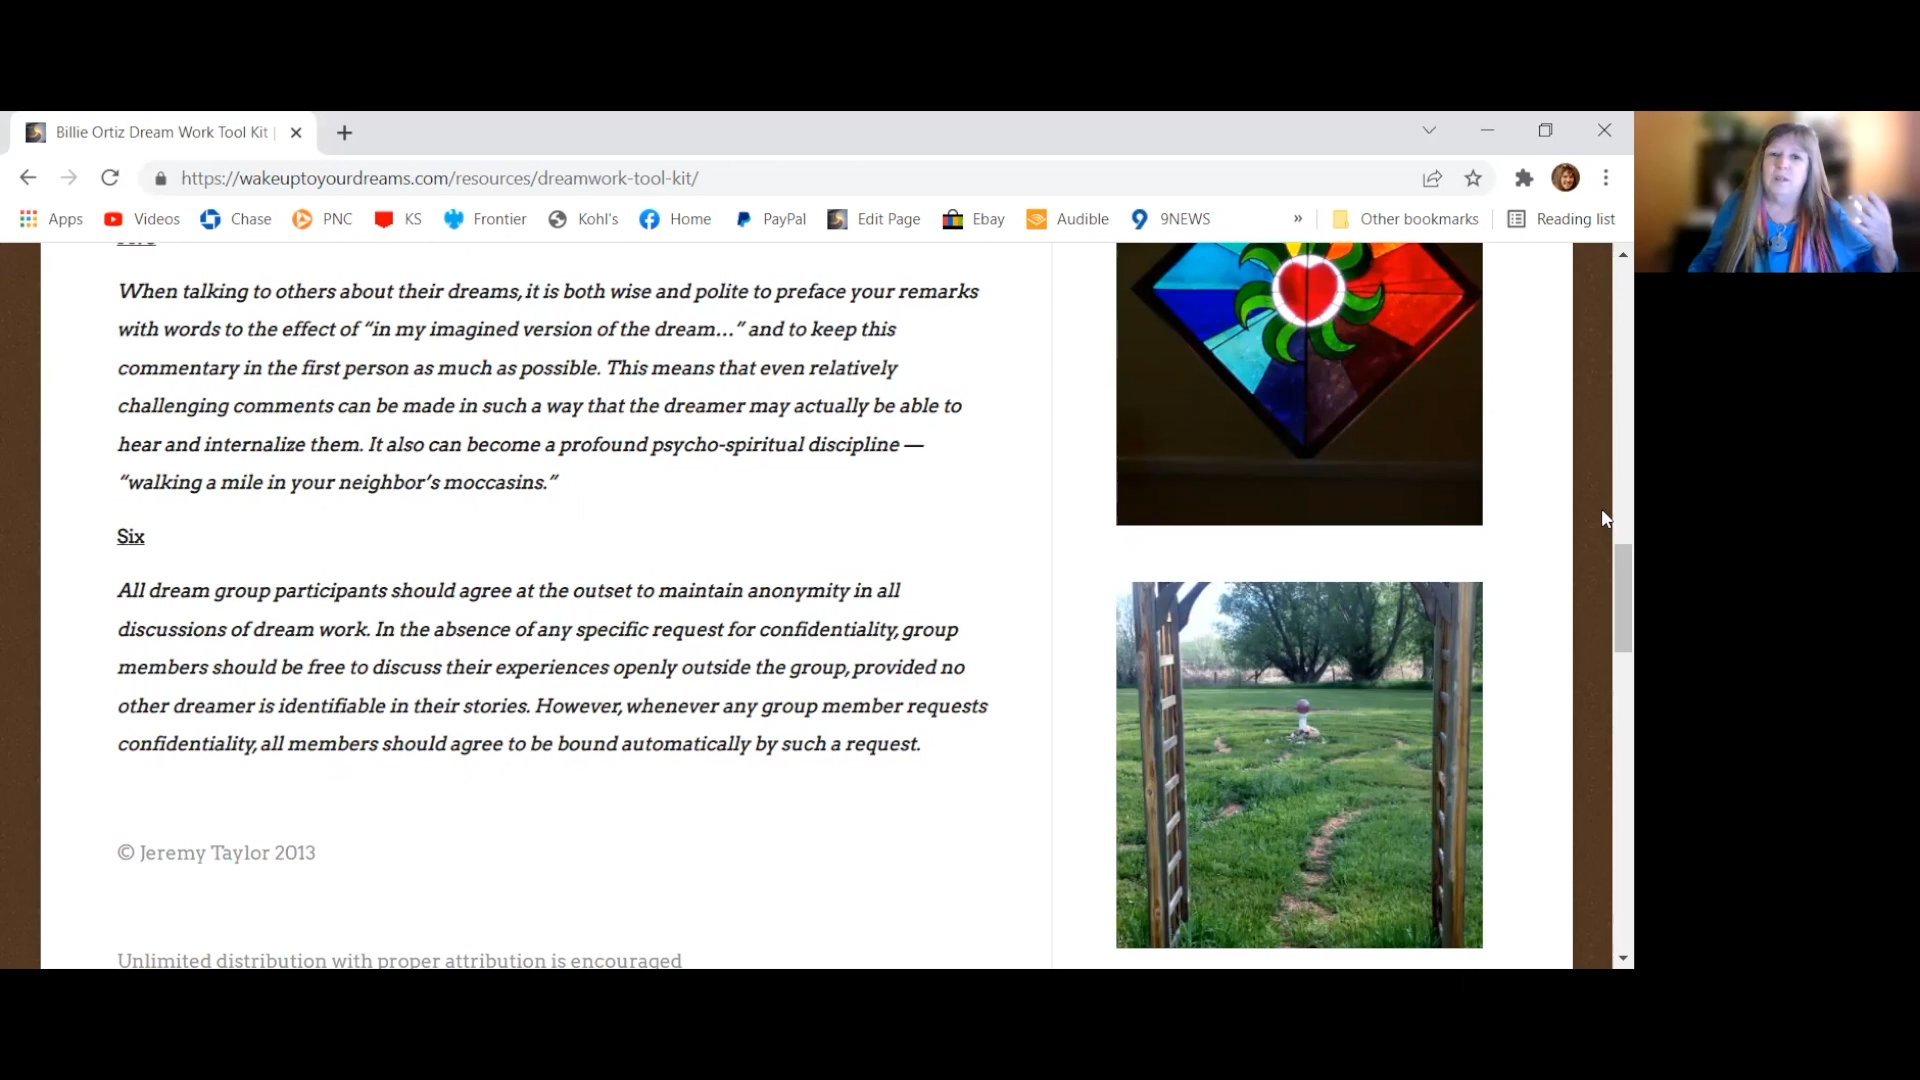 Billie Ortiz Dream Work Tool Kit |
https://wakeuptoyourdreams.com/resources/dreamwork-tool-kit/
Apps Videos Chase PNC KS Frontier Kohl's Home PayPal Edit Page Ebay Audible 9NEWS » Other bookmarks Reading list
When talking to others about their dreams, it is both wise and polite to preface your remarks
with words to the effect of “in my imagined version of the dream…” and to keep this
commentary in the first person as much as possible. This means that even relatively
challenging comments can be made in such a way that the dreamer may actually be able to
hear and internalize them. It also can become a profound psycho-spiritual discipline —
“walking a mile in your neighbor’s moccasins.”
Six
All dream group participants should agree at the outset to maintain anonymity in all
discussions of dream work. In the absence of any specific request for confidentiality, group
members should be free to discuss their experiences openly outside the group, provided no
other dreamer is identifiable in their stories. However, whenever any group member requests
confidentiality, all members should agree to be bound automatically by such a request.
© Jeremy Taylor 2013
Unlimited distribution with proper attribution is encouraged